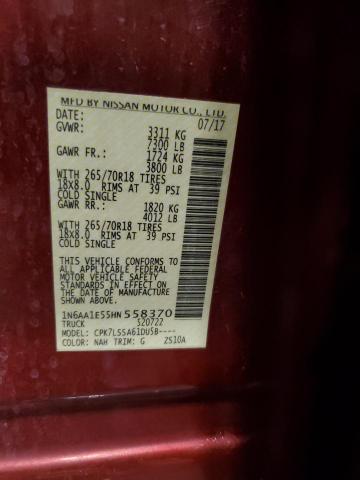 MFD BY NISSAN MOTOR CO., LTD.
DATE: 07/17
GVWR: 3311 KG
7300 LB
GAWR FR.: 1724 KG
3800 LB
WITH 265/70R18 TIRES
18X8.0 RIMS AT 39 PSI
COLD SINGLE
GAWR RR.: 1820 KG
4012 LB
WITH 265/70R18 TIRES
18X8.0 RIMS AT 39 PSI
COLD SINGLE
THIS VEHICLE CONFORMS TO
ALL APPLICABLE FEDERAL
MOTOR VEHICLE SAFETY
STANDARDS IN EFFECT ON THE
DATE OF MANUFACTURE SHOWN
ABOVE.
1N6AA1E55HN558370
TRUCK S20722
MODEL: CPK7LSSA61DU5B----
COLOR: NAH TRIM: G ZS10A